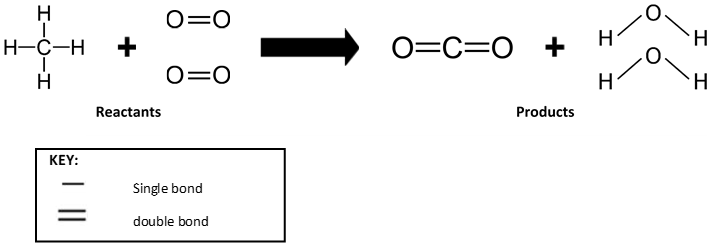 H
H—C—H
H
+
O=O
O=O
O=C=O
+
O
H H
O
H H
Reactants
Products
KEY:
Single bond
double bond